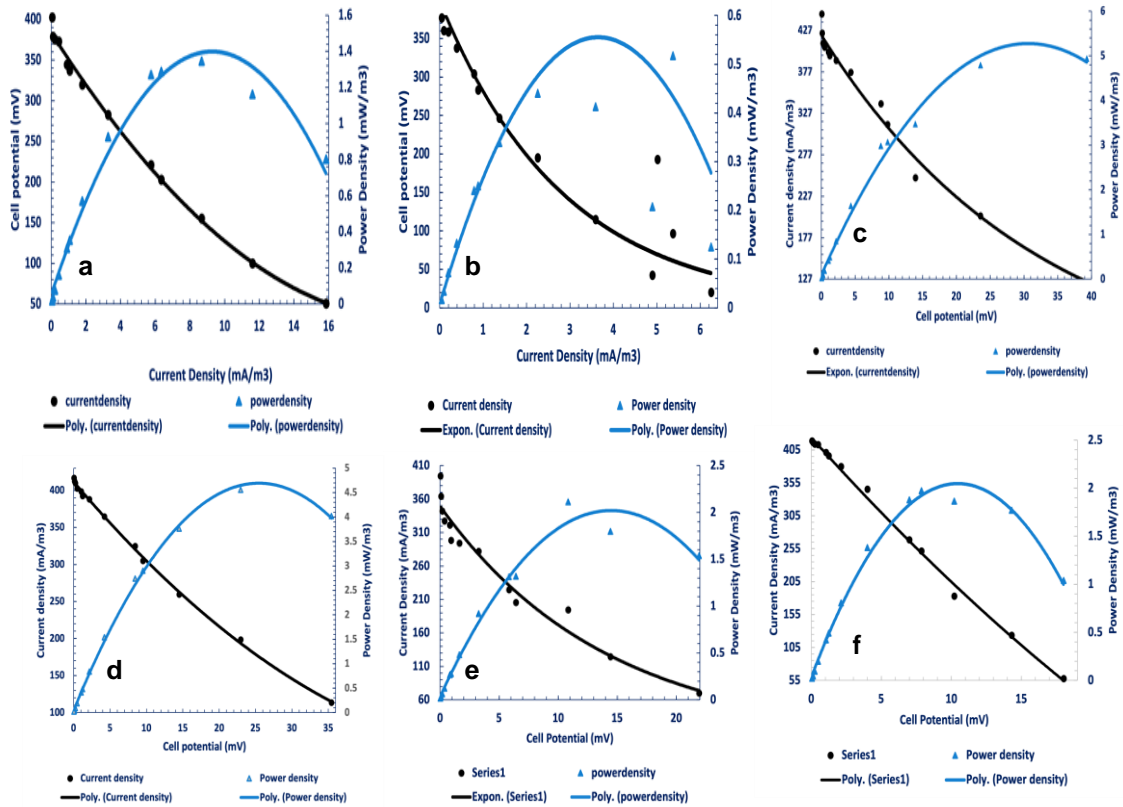 400
350
300
250
200
150
100
50
Cell potential (mV)
1.6
1.4
1.2
1
0.8
0.6
0.4
0.2
0
Power Density (mW/m3)
a
0 2 4 6 8 10 12 14 16
Current Density (mA/m3)
currentdensity powerdensity
Poly. (currentdensity) Poly. (powerdensity)
350
300
250
200
150
100
50
0
Cell potential (mV)
0.6
0.5
0.4
0.3
0.2
0.1
0
Power Density (mW/m3)
b
0 1 2 3 4 5 6
Current Density (mA/m3)
Current density Power density
Expon. (Current density) Poly. (Power density)
427
377
327
277
227
177
127
Current density (mA/m3)
6
5
4
3
2
1
0
Power Density (mW/m3)
c
0 5 10 15 20 25 30 35 40
Cell potential (mV)
currentdensity powerdensity
Expon. (currentdensity) Poly. (powerdensity)
400
350
300
250
200
150
100
Current density (mA/m3)
5
4.5
4
3.5
3
2.5
2
1.5
1
0.5
0
Power Density (mW/m3)
d
0 5 10 15 20 25 30 35
Cell Potential (mV)
Current density Power density
Poly. (Current density) Poly. (Power density)
410
360
310
260
210
160
110
60
Current Density (mA/m3)
2.5
2
1.5
1
0.5
0
Power Density (mW/m3)
e
0 5 10 15 20
Cell Potential (mV)
Series1 powerdensity
Expon. (Series1) Poly. (powerdensity)
405
355
305
255
205
155
105
55
Current Density (mA/m3)
2.5
2
1.5
1
0.5
0
Power Density (mW/m3)
f
0 5 10 15
Cell Potential (mV)
Series1 Power density
Poly. (Series1) Poly. (Power density)